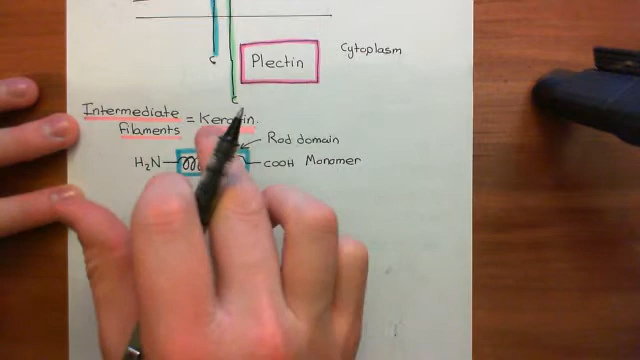 Cytoplasm
Plectin
c
c
Intermediate
Filaments = Keratin.
Rod domain
H2N COOH Monomer